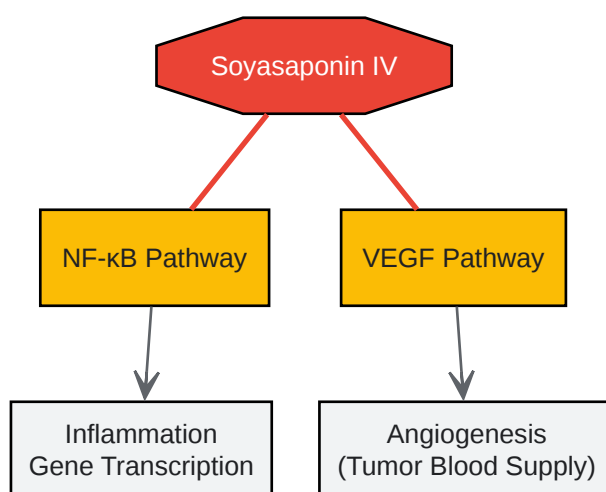 Soyasaponin IV
NF-κB Pathway
VEGF Pathway
Inflammation
Gene Transcription
Angiogenesis
(Tumor Blood Supply)